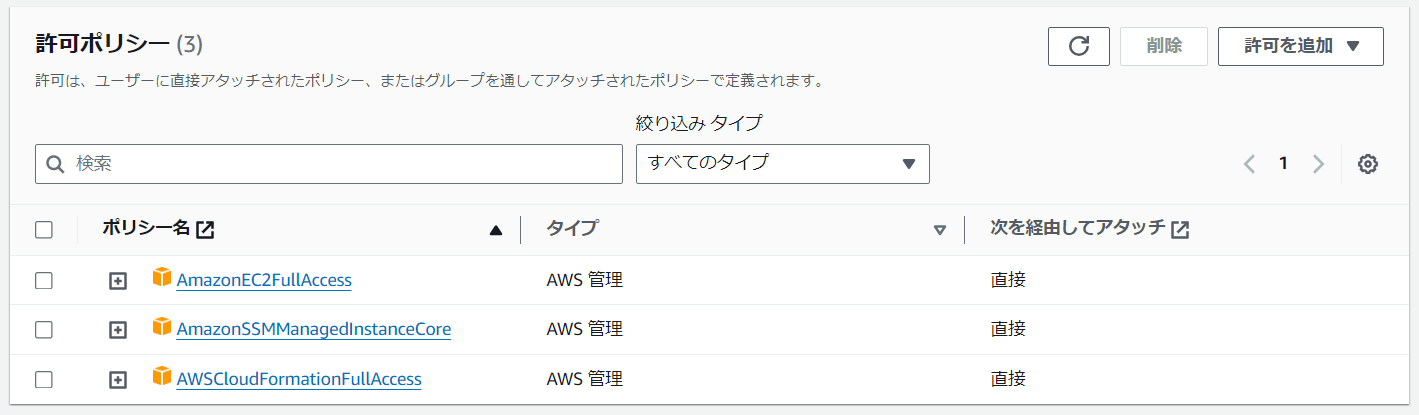 許可ポリシー (3)
削除
許可を追加
許可は、ユーザーに直接アタッチされたポリシー、またはグループを通してアタッチされたポリシーで定義されます。
絞り込み タイプ
検索
すべてのタイプ
1
ポリシー名
タイプ
次を経由してアタッチ
AmazonEC2FullAccess
AWS 管理
直接
AmazonSSMManagedInstanceCore
AWS 管理
直接
AWSCloudFormationFullAccess
AWS 管理
直接